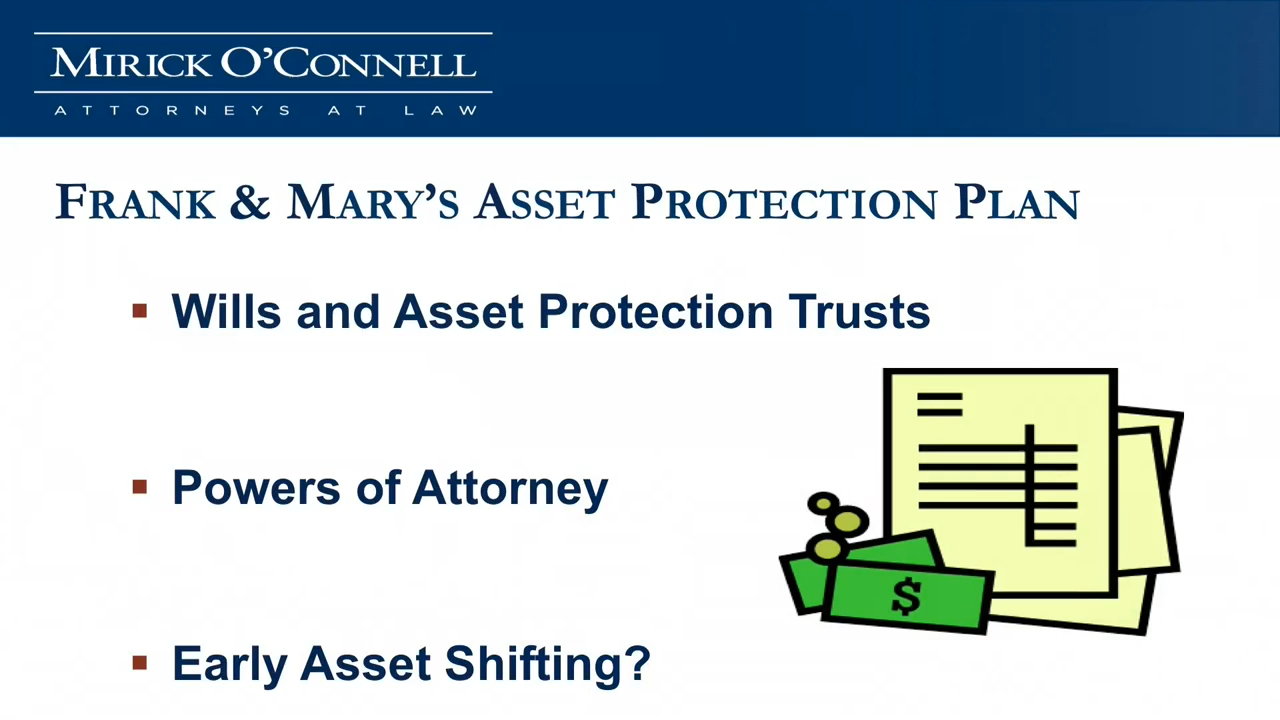 MIRICK O'CONNELL
ATTORNEYS AT LAW
FRANK & MARY'S ASSET PROTECTION PLAN
▪ Wills and Asset Protection Trusts
▪ Powers of Attorney
$
▪ Early Asset Shifting?